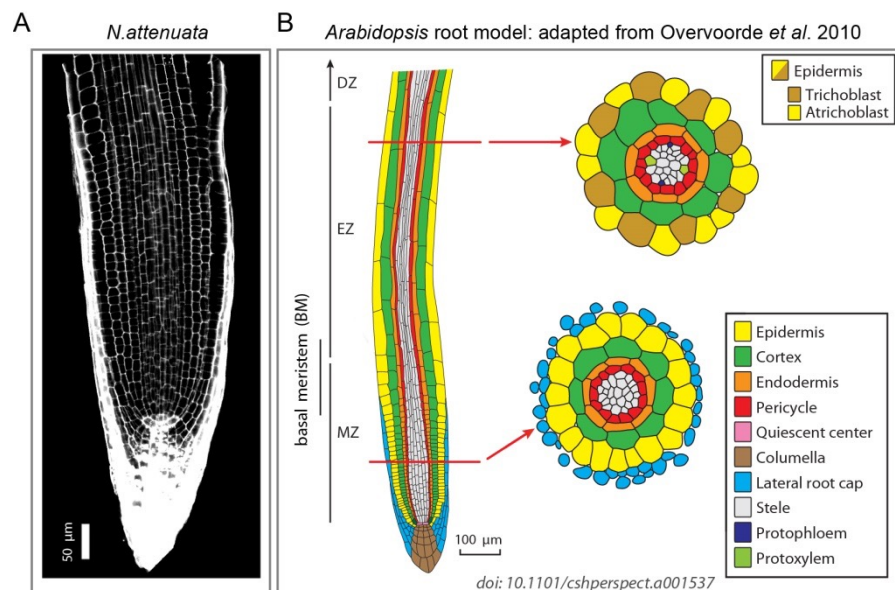 A
N.attenuata
50 µm
B
Arabidopsis root model: adapted from Overvoorde et al. 2010
DZ
EZ
basal meristem (BM)
MZ
100 µm
doi: 10.1101/cshperspect.a001537
Epidermis
Trichoblast
Atrichoblast
Epidermis
Cortex
Endodermis
Pericycle
Quiescent center
Columella
Lateral root cap
Stele
Protophloem
Protoxylem